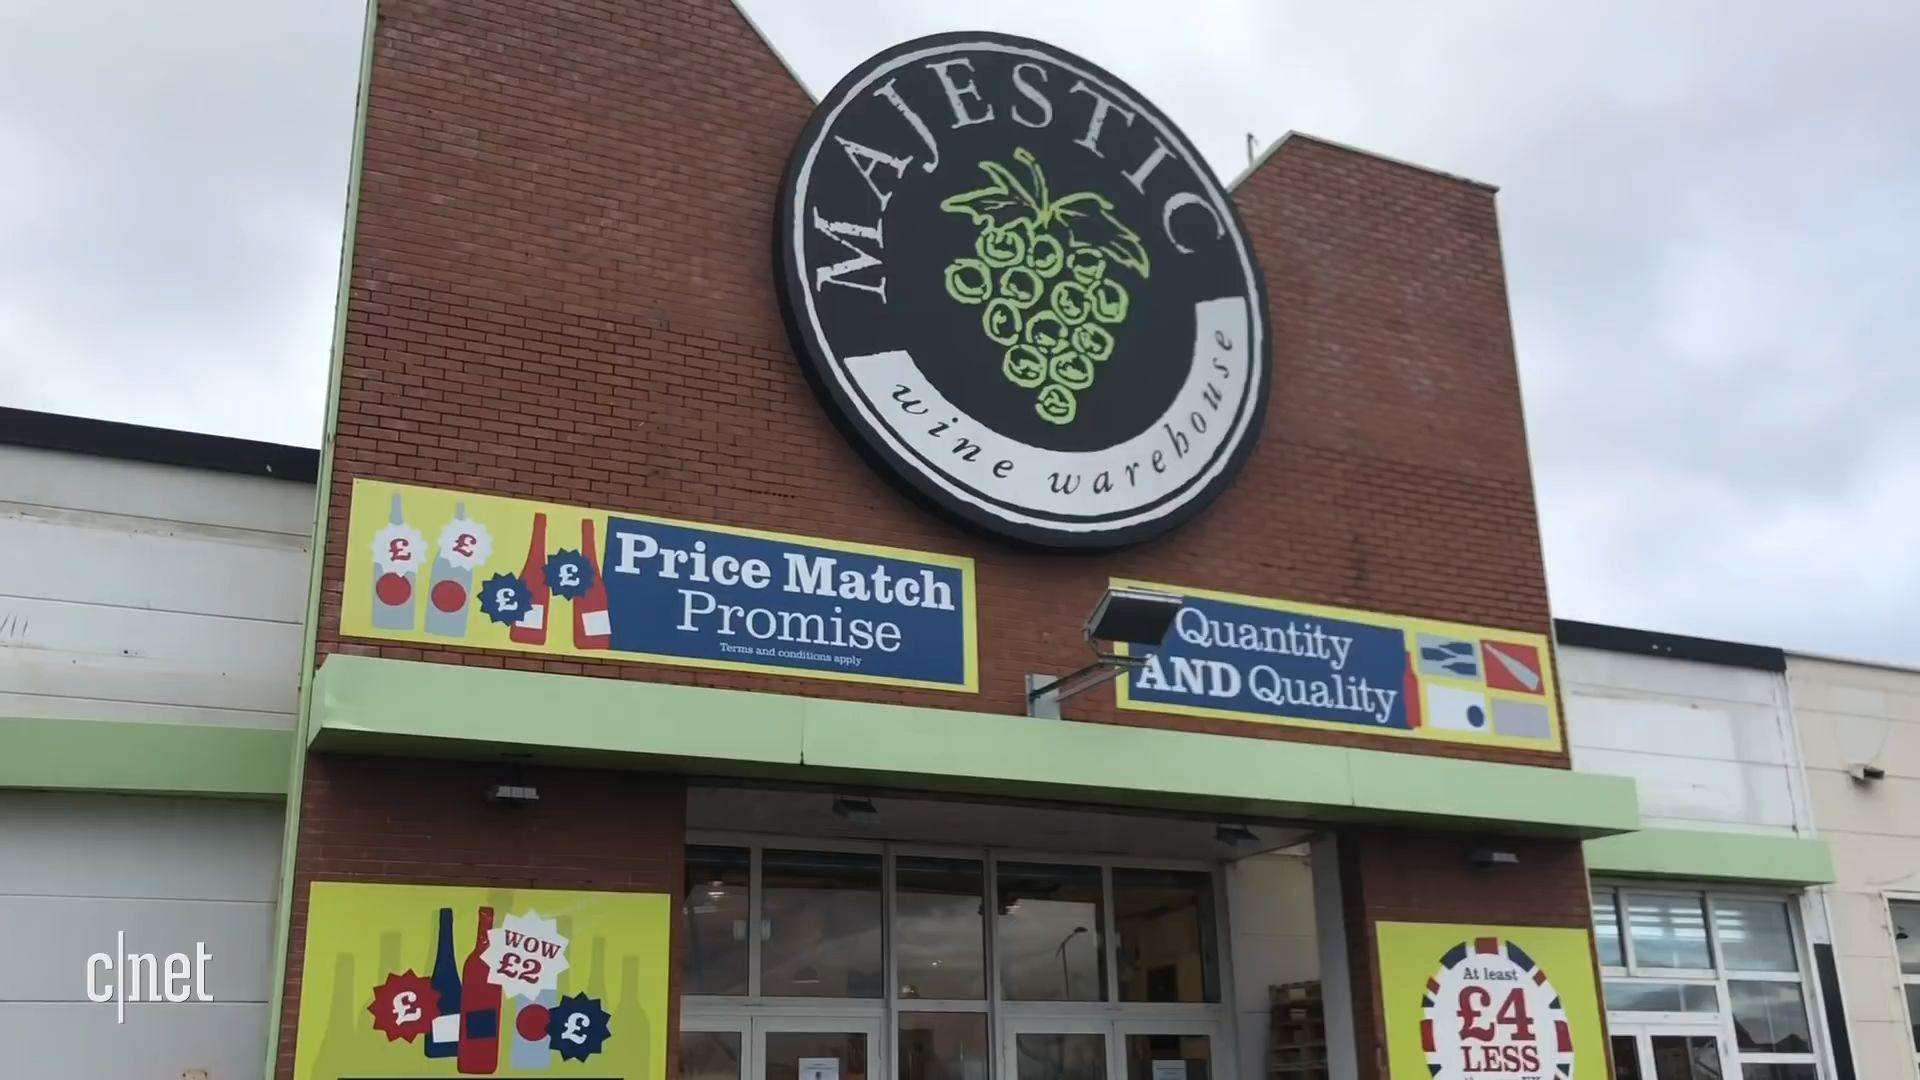 MAJESTIC
wine warehouse
£ £ £ £
Price Match
Promise
Terms and conditions apply
Quantity
AND Quality
WOW
£2
£ £
At least
£4
LESS
c|net